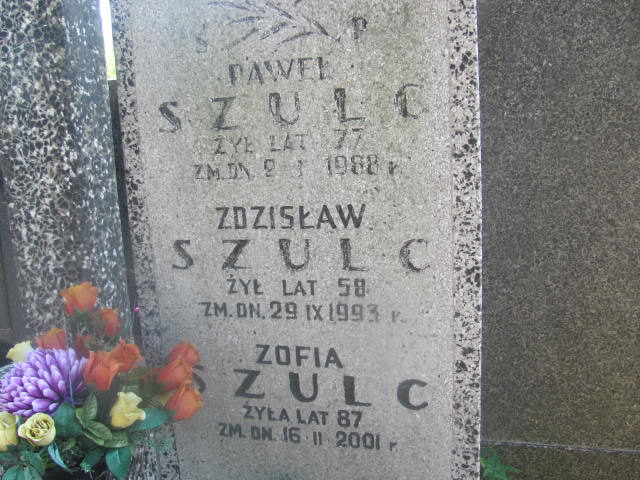 S P
PAWEŁ
SZULC
ŻYŁ LAT 77
ZM. DN. 9 I 1988 r.
ZDZISŁAW
SZULC
ŻYŁ LAT 58
ZM. DN. 29 IX 1993 r.
ZOFIA
SZULC
ŻYŁA LAT 87
ZM. DN. 16 II 2001 r